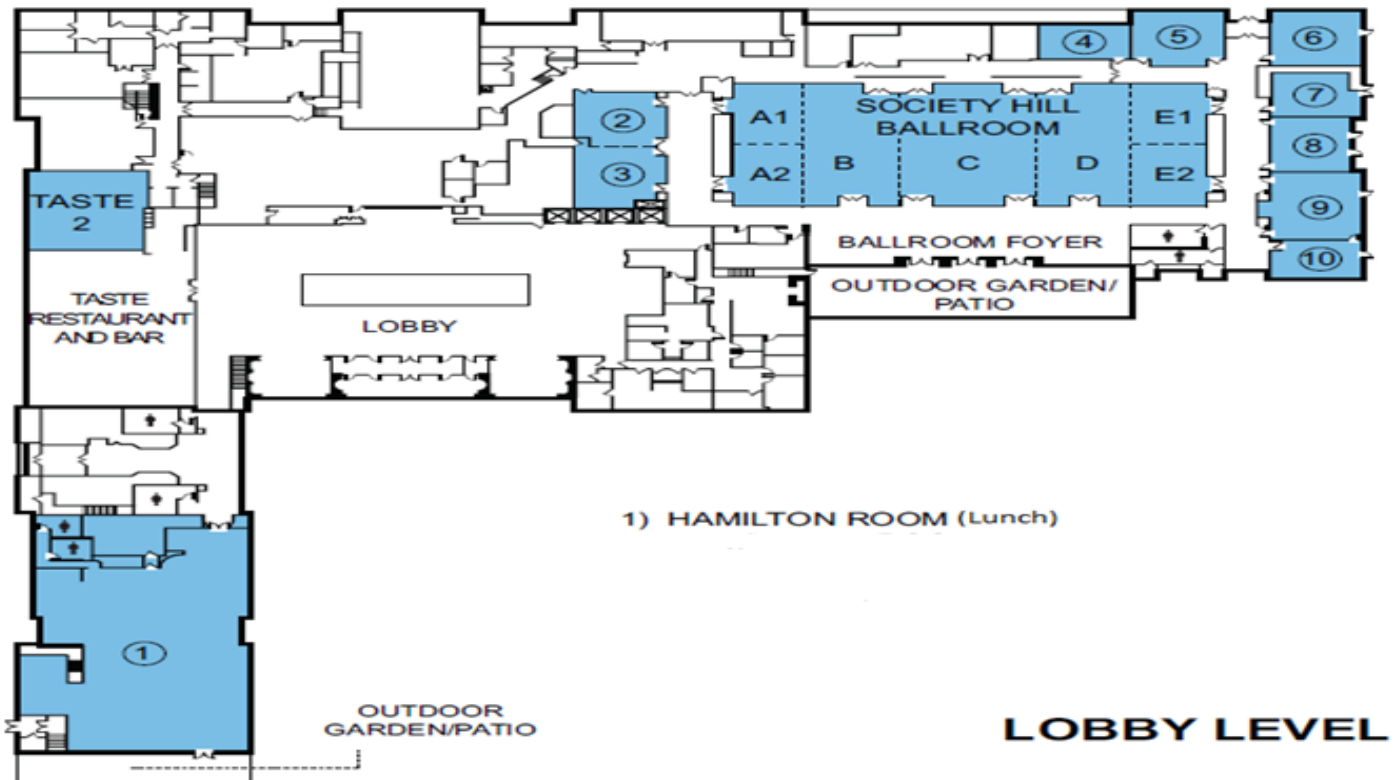 4
5
6
7
2
A1
SOCIETY HILL
BALLROOM
E1
8
3
A2
B
C
D
E2
TASTE
2
9
BALLROOM FOYER
10
OUTDOOR GARDEN/
PATIO
TASTE
RESTAURANT
AND BAR
LOBBY
1) HAMILTON ROOM (Lunch)
1
OUTDOOR
GARDEN/PATIO
LOBBY LEVEL